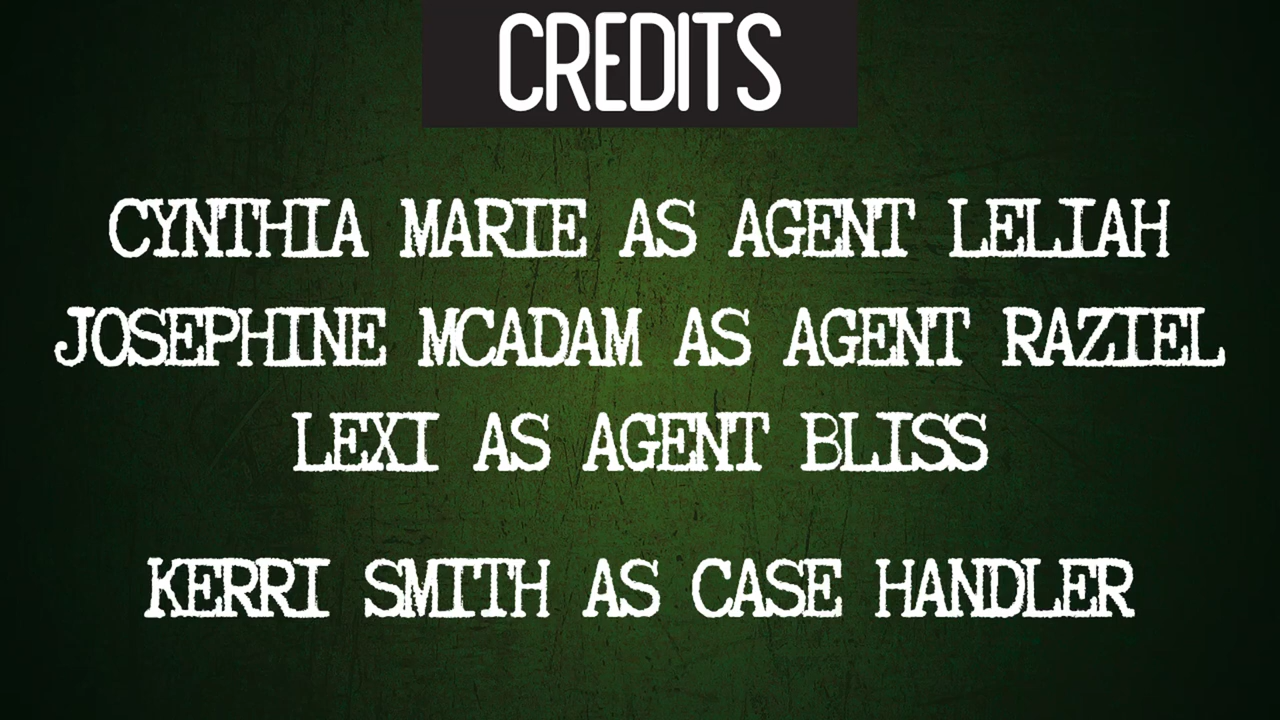 CREDITS
CYNTHIA MARIE AS AGENT LELIAH
JOSEPHINE MCADAM AS AGENT RAZIEL
LEXI AS AGENT BLISS
KERRI SMITH AS CASE HANDLER